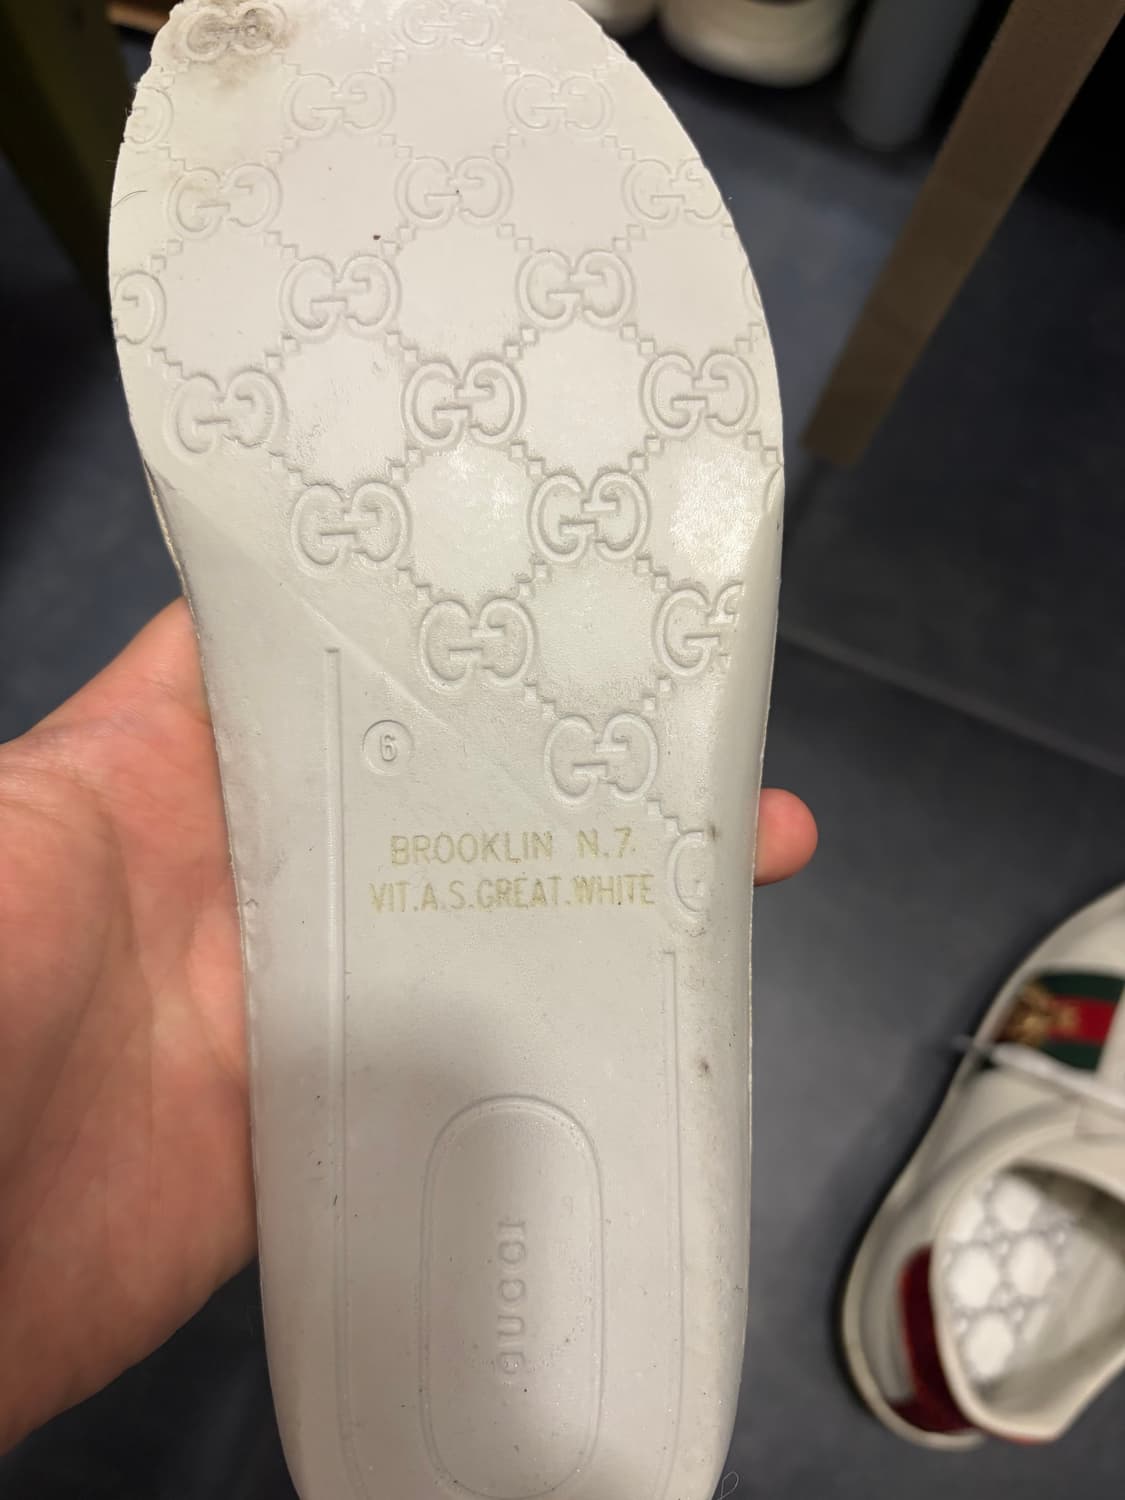 6
BROOKLIN N.7.
VIT.A.S.GREAT.WHITE
GUCCI